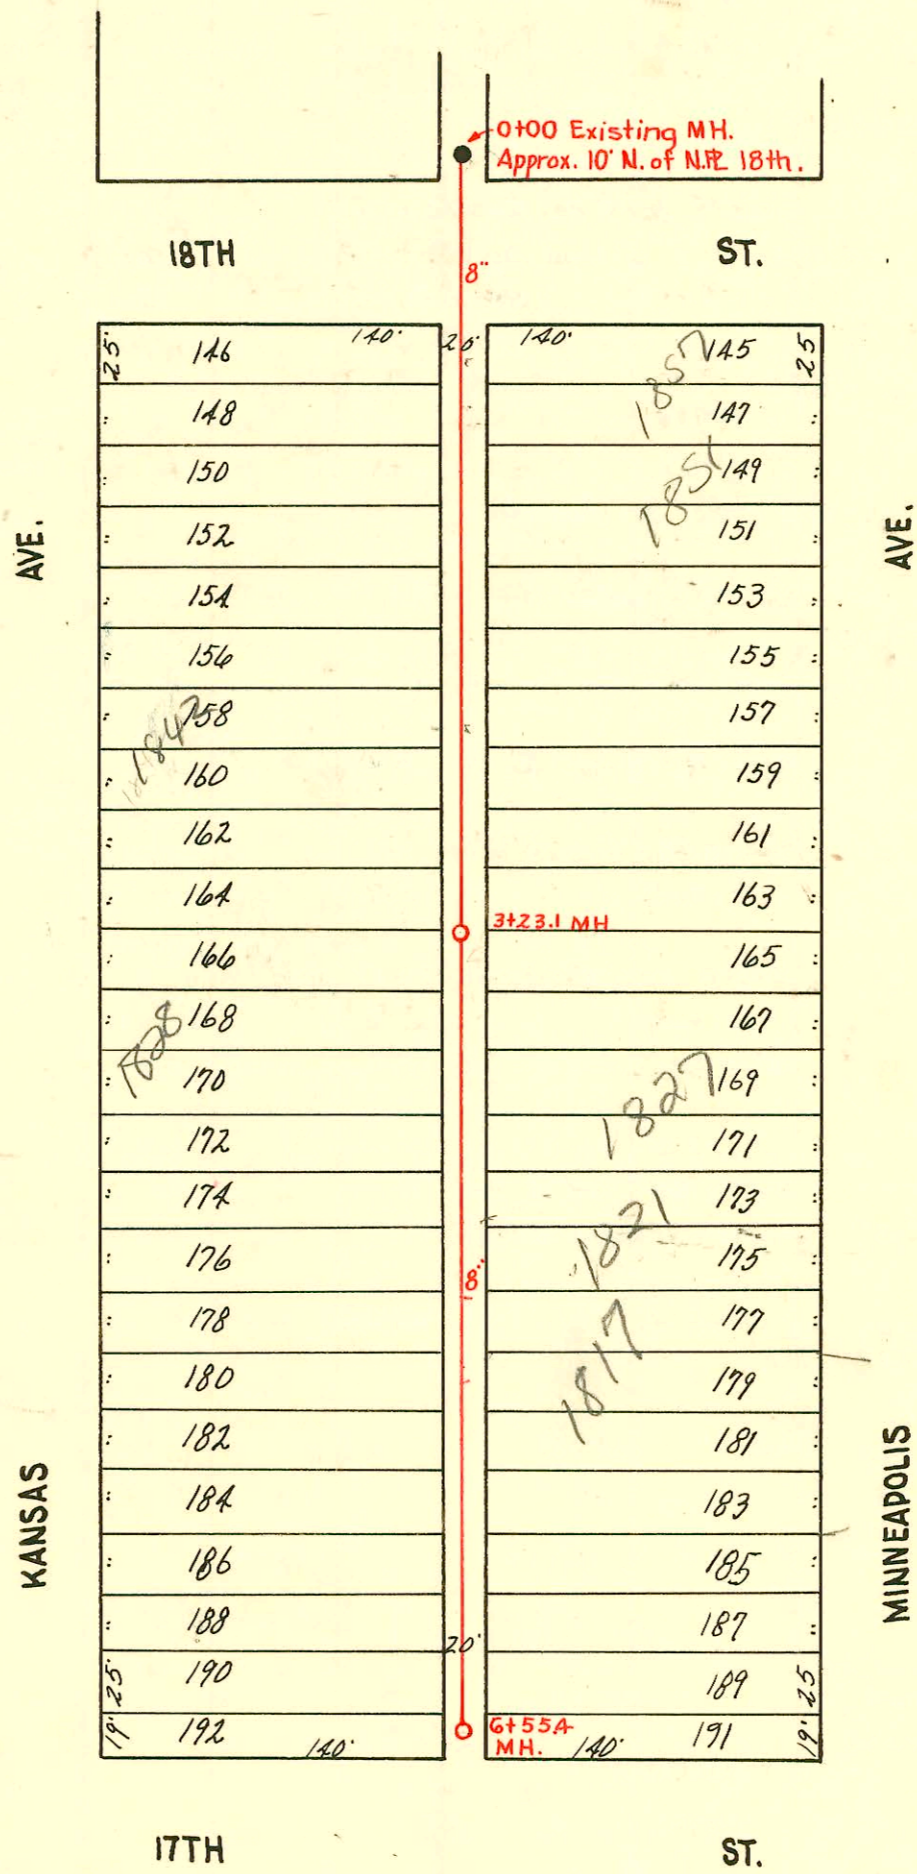 0+00 Existing MH.
Approx. 10' N. of N.PL 18th.
18TH ST.
8"
25' 146 140' 140' 145 25
1857
148 147
150 149
1851
152 151
AVE. AVE.
154 153
156 155
158 157
1843
160 159
162 161
164 163
3+23.1 MH
166 165
168 167
1828
170 169
1827
172 171
174 173
1821
176 175
8"
178 177
1817
180 179
182 181
184 183
KANSAS MINNEAPOLIS
186 185
188 187
20'
25' 190 189 25
19' 192 140' 140' 191 19'
6+55.4
MH.
17TH ST.